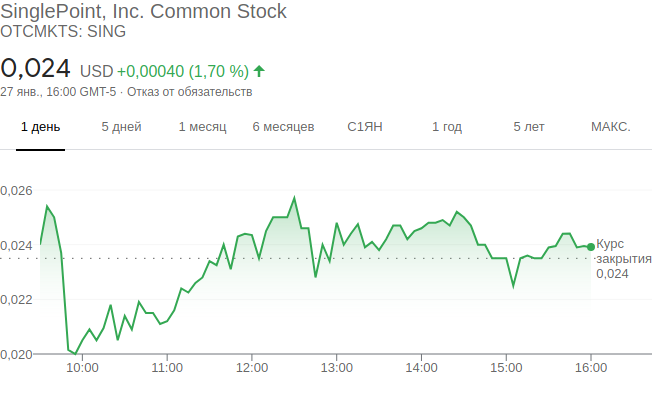 SinglePoint, Inc. Common Stock
OTCMKTS: SING
0,024 USD +0,00040 (1,70 %)
27 янв., 16:00 GMT-5 · Отказ от обязательств
1 день 5 дней 1 месяц 6 месяцев С1ЯН 1 год 5 лет МАКС.
0,026
0,024
0,022
0,020
Курс
закрытия
0,024
10:00 11:00 12:00 13:00 14:00 15:00 16:00